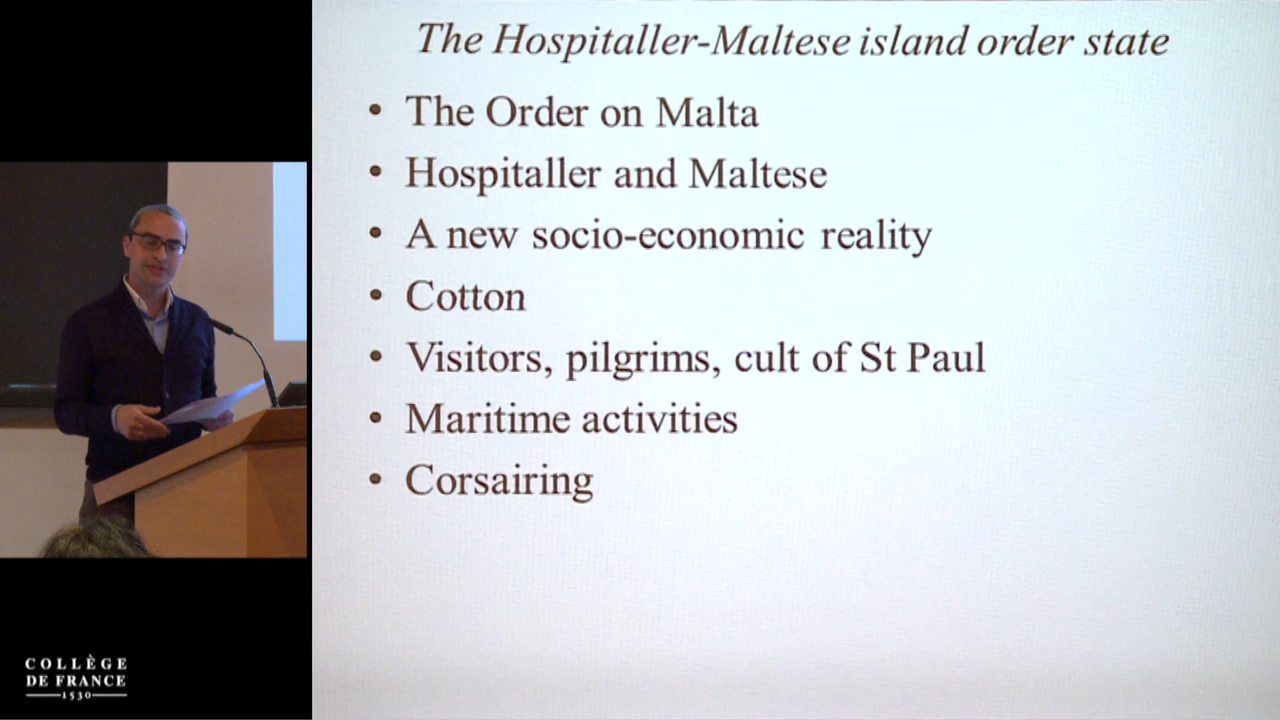 The Hospitaller-Maltese island order state
• The Order on Malta
• Hospitaller and Maltese
• A new socio-economic reality
• Cotton
• Visitors, pilgrims, cult of St Paul
• Maritime activities
• Corsairing
COLLÈGE
DE FRANCE
1530